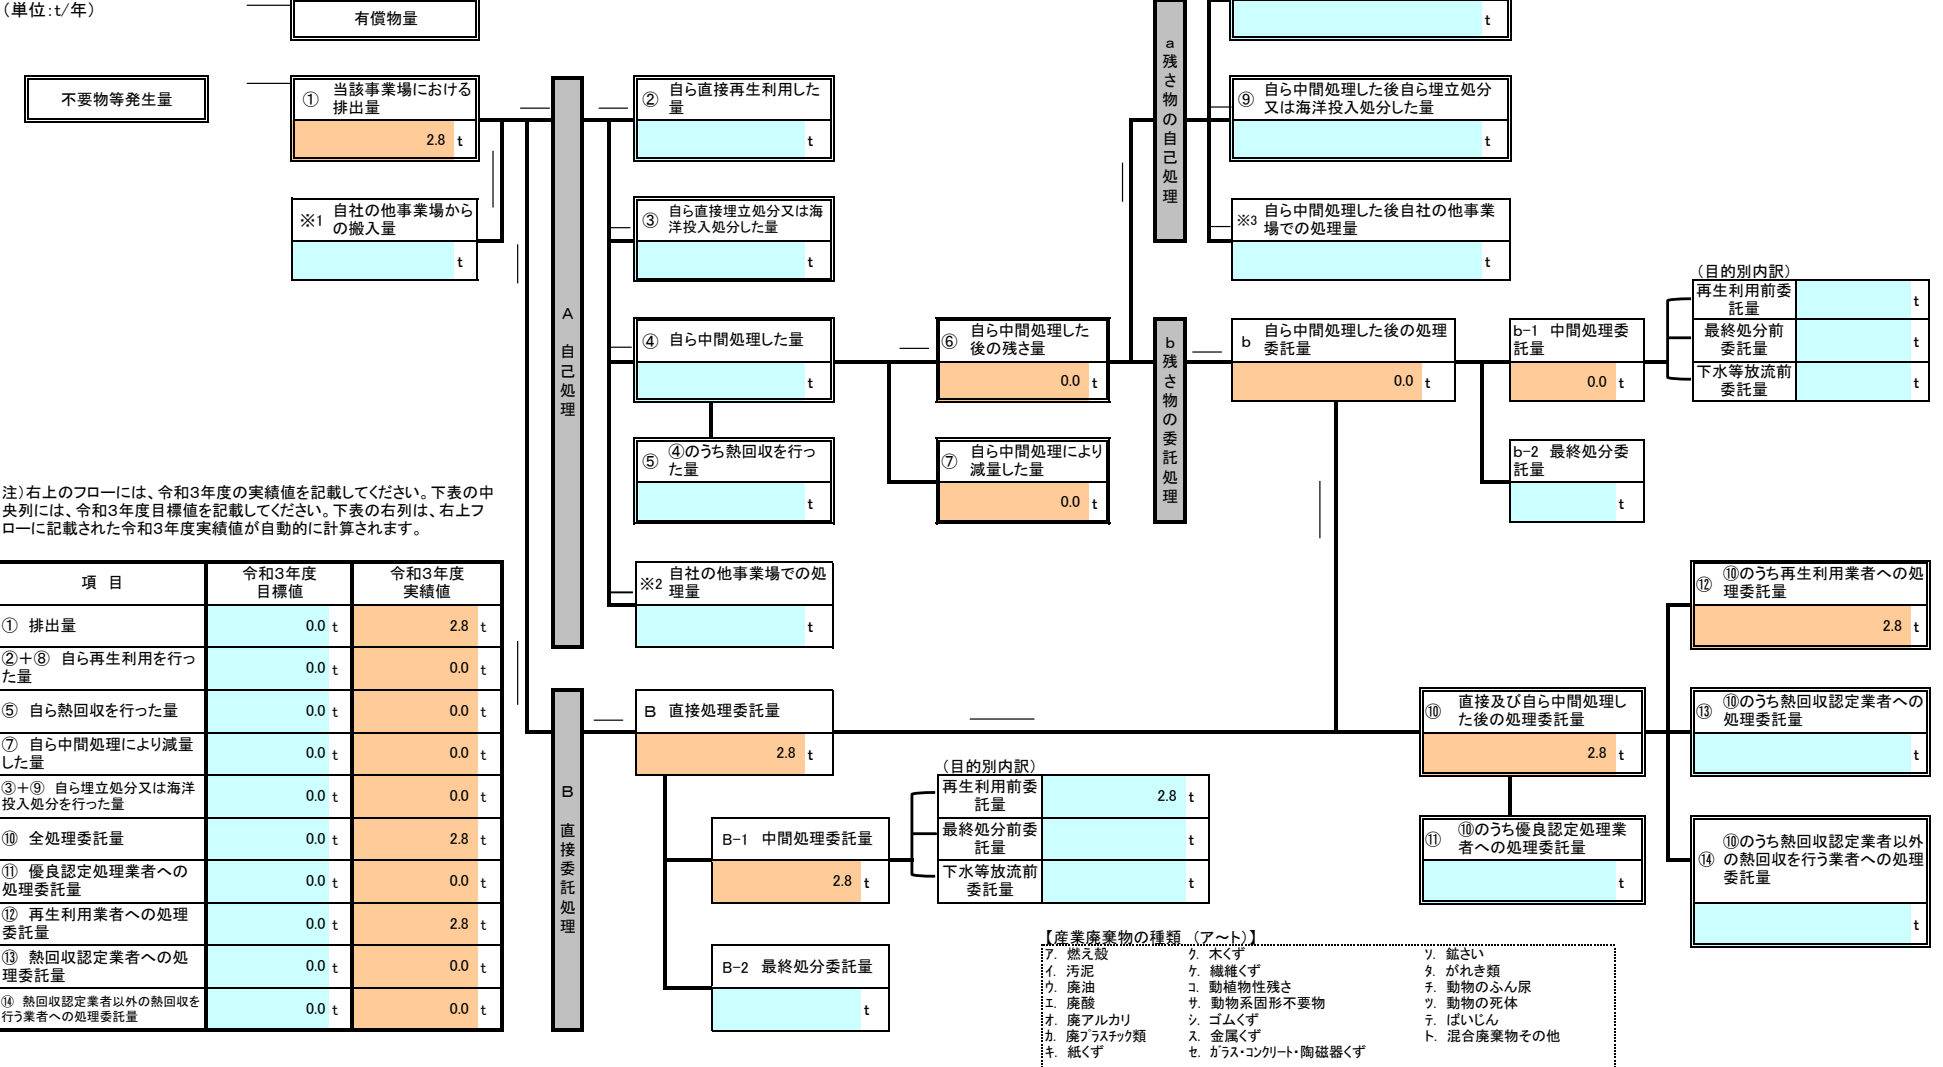 （単位：t/年）
有償物量
t
不要物等発生量
① 当該事業場における
排出量
2.8 t
※1 自社の他事業場から
の搬入量
t
A 自己処理
② 自ら直接再生利用した
量
t
③ 自ら直接埋立処分又は海
洋投入処分した量
t
④ 自ら中間処理した量
t
⑤ ④のうち熱回収を行っ
た量
t
※2 自社の他事業場での処
理量
t
⑥ 自ら中間処理した
後の残さ量
0.0 t
⑦ 自ら中間処理により
減量した量
0.0 t
a 残さ物の自己処理
⑨ 自ら中間処理した後自ら埋立処分
又は海洋投入処分した量
t
※3 自ら中間処理した後自社の他事業
場での処理量
t
b 残さ物の委託処理
b 自ら中間処理した後の処理
委託量
0.0 t
b-1 中間処理委
託量
0.0 t
b-2 最終処分委
託量
t
（目的別内訳）
再生利用前委
託量 t
最終処分前
委託量 t
下水等放流前
委託量 t
注）右上のフローには、令和3年度の実績値を記載してください。下表の中
央列には、令和3年度目標値を記載してください。下表の右列は、右上フ
ローに記載された令和3年度実績値が自動的に計算されます。
項 目 令和3年度
目標値 令和3年度
実績値
① 排出量 0.0 t 2.8 t
②＋⑧ 自ら再生利用を行っ
た量 0.0 t 0.0 t
⑤ 自ら熱回収を行った量 0.0 t 0.0 t
⑦ 自ら中間処理により減量
した量 0.0 t 0.0 t
③＋⑨ 自ら埋立処分又は海洋
投入処分を行った量 0.0 t 0.0 t
⑩ 全処理委託量 0.0 t 2.8 t
⑪ 優良認定処理業者への
処理委託量 0.0 t 0.0 t
⑫ 再生利用業者への処理
委託量 0.0 t 2.8 t
⑬ 熱回収認定業者への処
理委託量 0.0 t 0.0 t
⑭ 熱回収認定業者以外の熱回収を
行う業者への処理委託量 0.0 t 0.0 t
B 直接委託処理
B 直接処理委託量
2.8 t
B-1 中間処理委託量
2.8 t
B-2 最終処分委託量
t
（目的別内訳）
再生利用前委
託量 2.8 t
最終処分前委
託量 t
下水等放流前
委託量 t
⑩ 直接及び自ら中間処理し
た後の処理委託量
2.8 t
⑪ ⑩のうち優良認定処理業
者への処理委託量
t
⑫ ⑩のうち再生利用業者への処
理委託量
2.8 t
⑬ ⑩のうち熱回収認定業者への
処理委託量
t
⑭ ⑩のうち熱回収認定業者以外
の熱回収を行う業者への処理
委託量
t
【産業廃棄物の種類 （ア～ト）】
ア. 燃え殻 ク. 木くず ソ. 鉱さい
イ. 汚泥 ケ. 繊維くず タ. がれき類
ウ. 廃油 コ. 動植物性残さ チ. 動物のふん尿
エ. 廃酸 サ. 動物系固形不要物 ツ. 動物の死体
オ. 廃アルカリ シ. ゴムくず テ. ばいじん
カ. 廃プラスチック類 ス. 金属くず ト. 混合廃棄物その他
キ. 紙くず セ. ガラス・コンクリート・陶磁器くず